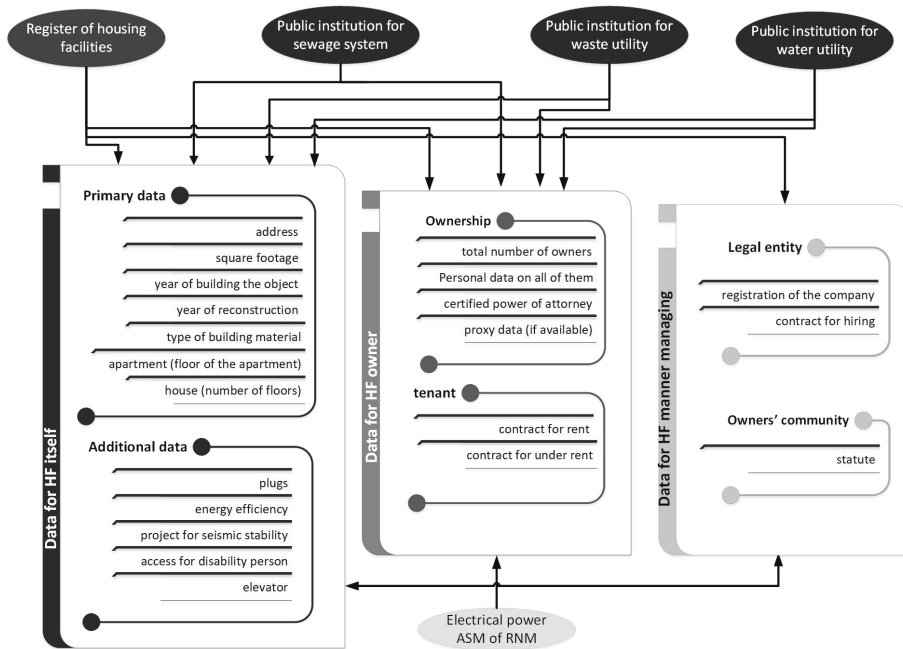 Register of housing
facilities
Public institution for
sewage system
Public institution for
waste utility
Public institution for
water utility
Data for HF itself
Primary data
address
square footage
year of building the object
year of reconstruction
type of building material
apartment (floor of the apartment)
house (number of floors)
Additional data
plugs
energy efficiency
project for seismic stability
access for disability person
elevator
Data for HF owner
Ownership
total number of owners
Personal data on all of them
certified power of attorney
proxy data (if available)
tenant
contract for rent
contract for under rent
Data for HF manner managing
Legal entity
registration of the company
contract for hiring
Owners' community
statute
Electrical power
ASM of RNM